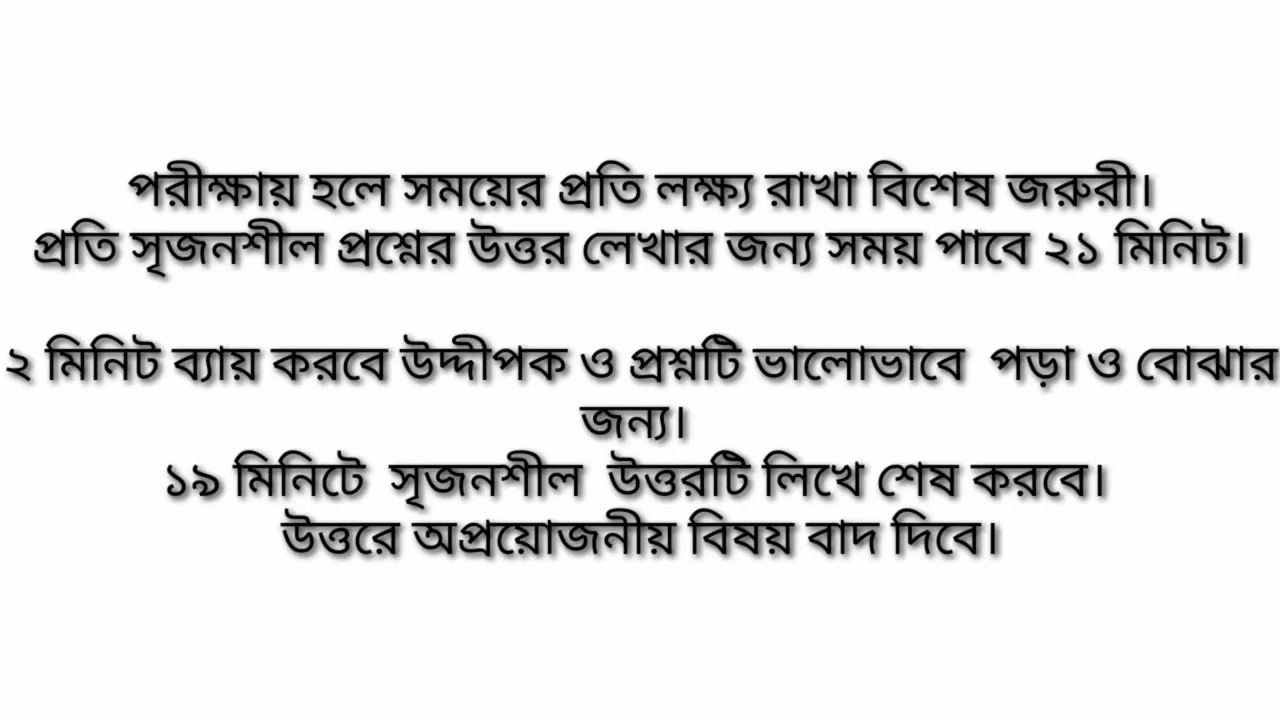 পরীক্ষায় হলে সময়ের প্রতি লক্ষ্য রাখা বিশেষ জরুরী।
প্রতি সৃজনশীল প্রশ্নের উত্তর লেখার জন্য সময় পাবে ২১ মিনিট।
২ মিনিট ব্যায় করবে উদ্দীপক ও প্রশ্নটি ভালোভাবে পড়া ও বোঝার
জন্য।
১৯ মিনিটে সৃজনশীল উত্তরটি লিখে শেষ করবে।
উত্তরে অপ্রয়োজনীয় বিষয় বাদ দিবে।